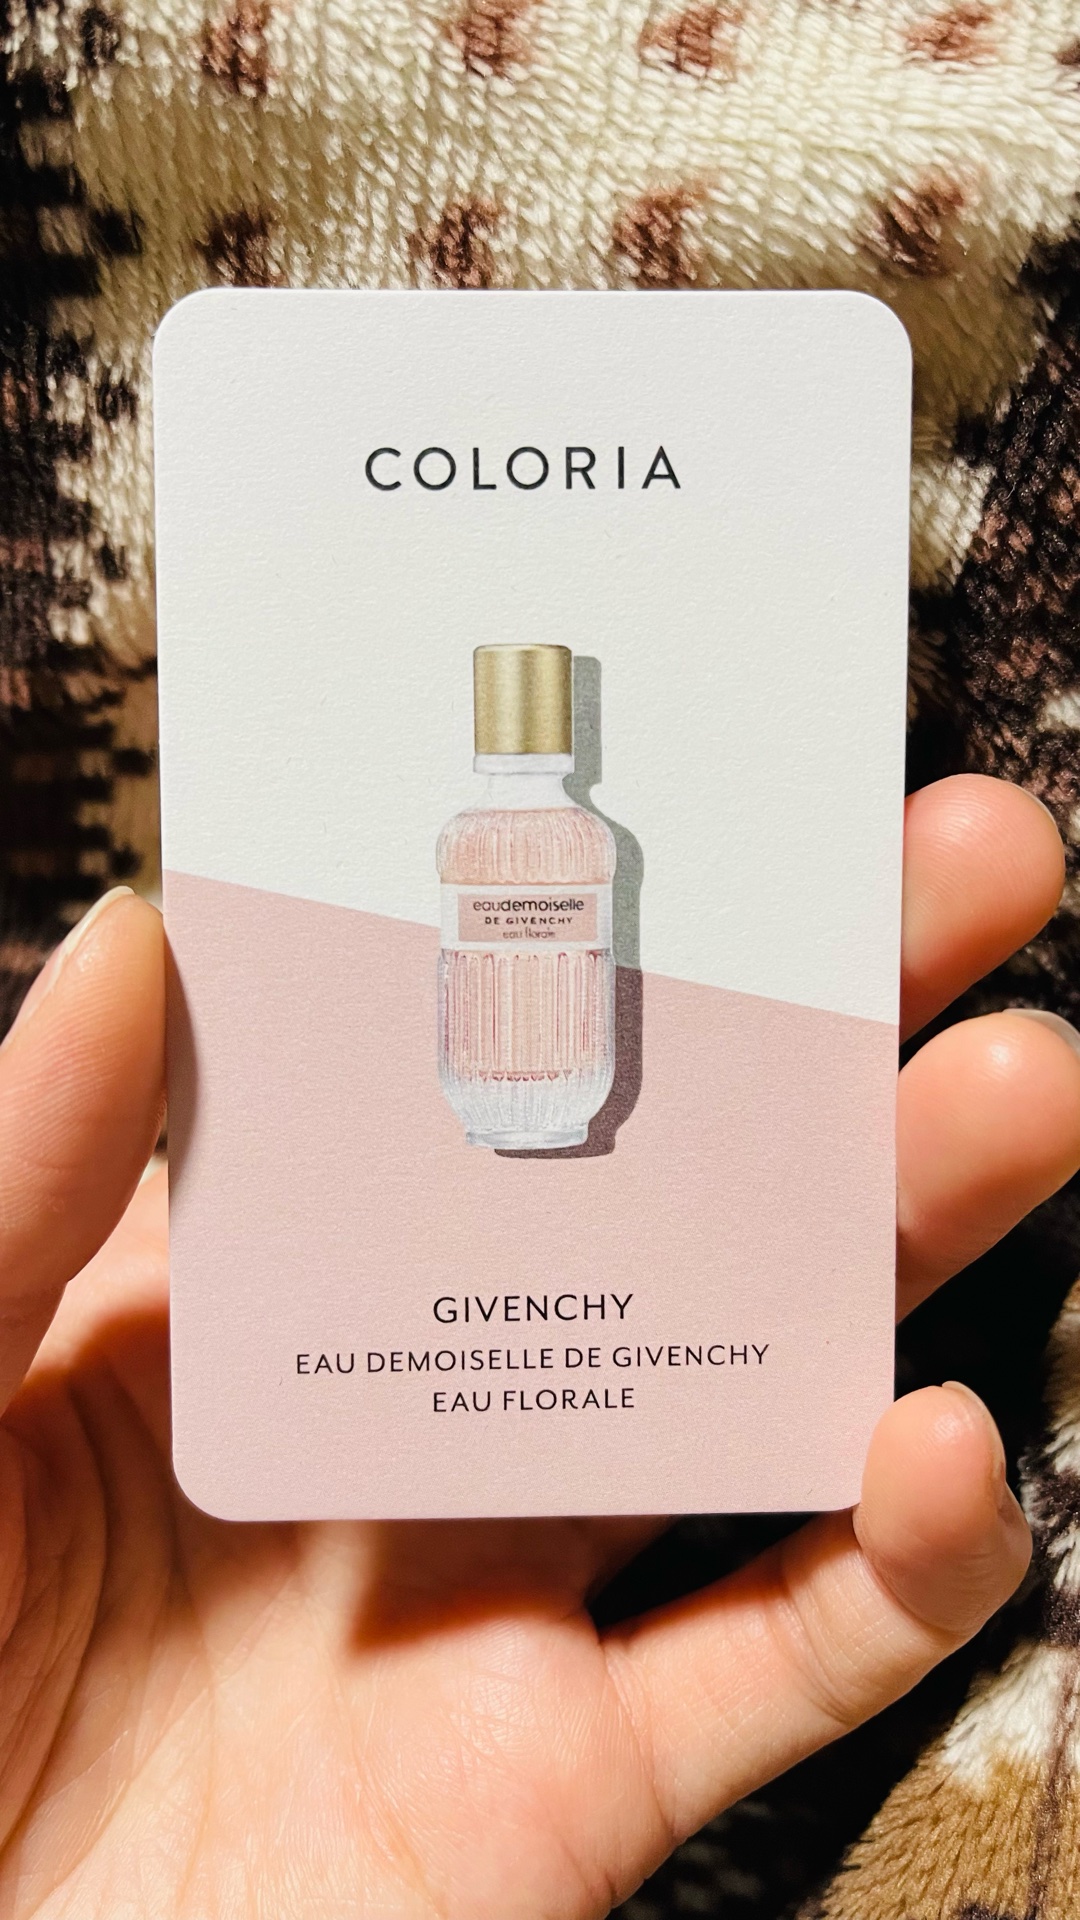 COLORIA
eaudemoiselle
DE GIVENCHY
eau florale
GIVENCHY
EAU DEMOISELLE DE GIVENCHY
EAU FLORALE